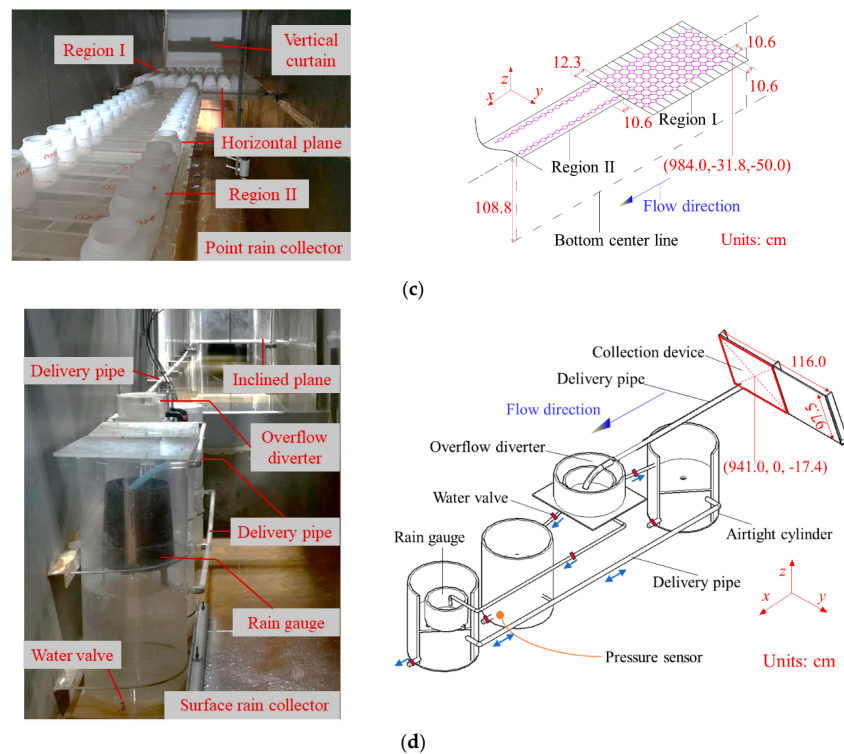 Region I
Vertical
curtain
Horizontal plane
Region II
Point rain collector
12.3
10.6
10.6
10.6
z
x
y
Region I
Region II
(984.0,-31.8,-50.0)
108.8
Flow direction
Bottom center line
Units: cm
(c)
Delivery pipe
Inclined plane
Overflow
diverter
Delivery pipe
Rain gauge
Water valve
Surface rain collector
Collection device
116.0
Delivery pipe
97.5
Flow direction
Overflow diverter
(941.0, 0, -17.4)
Water valve
Rain gauge
Airtight cylinder
Delivery pipe
z
x
y
Pressure sensor
Units: cm
(d)